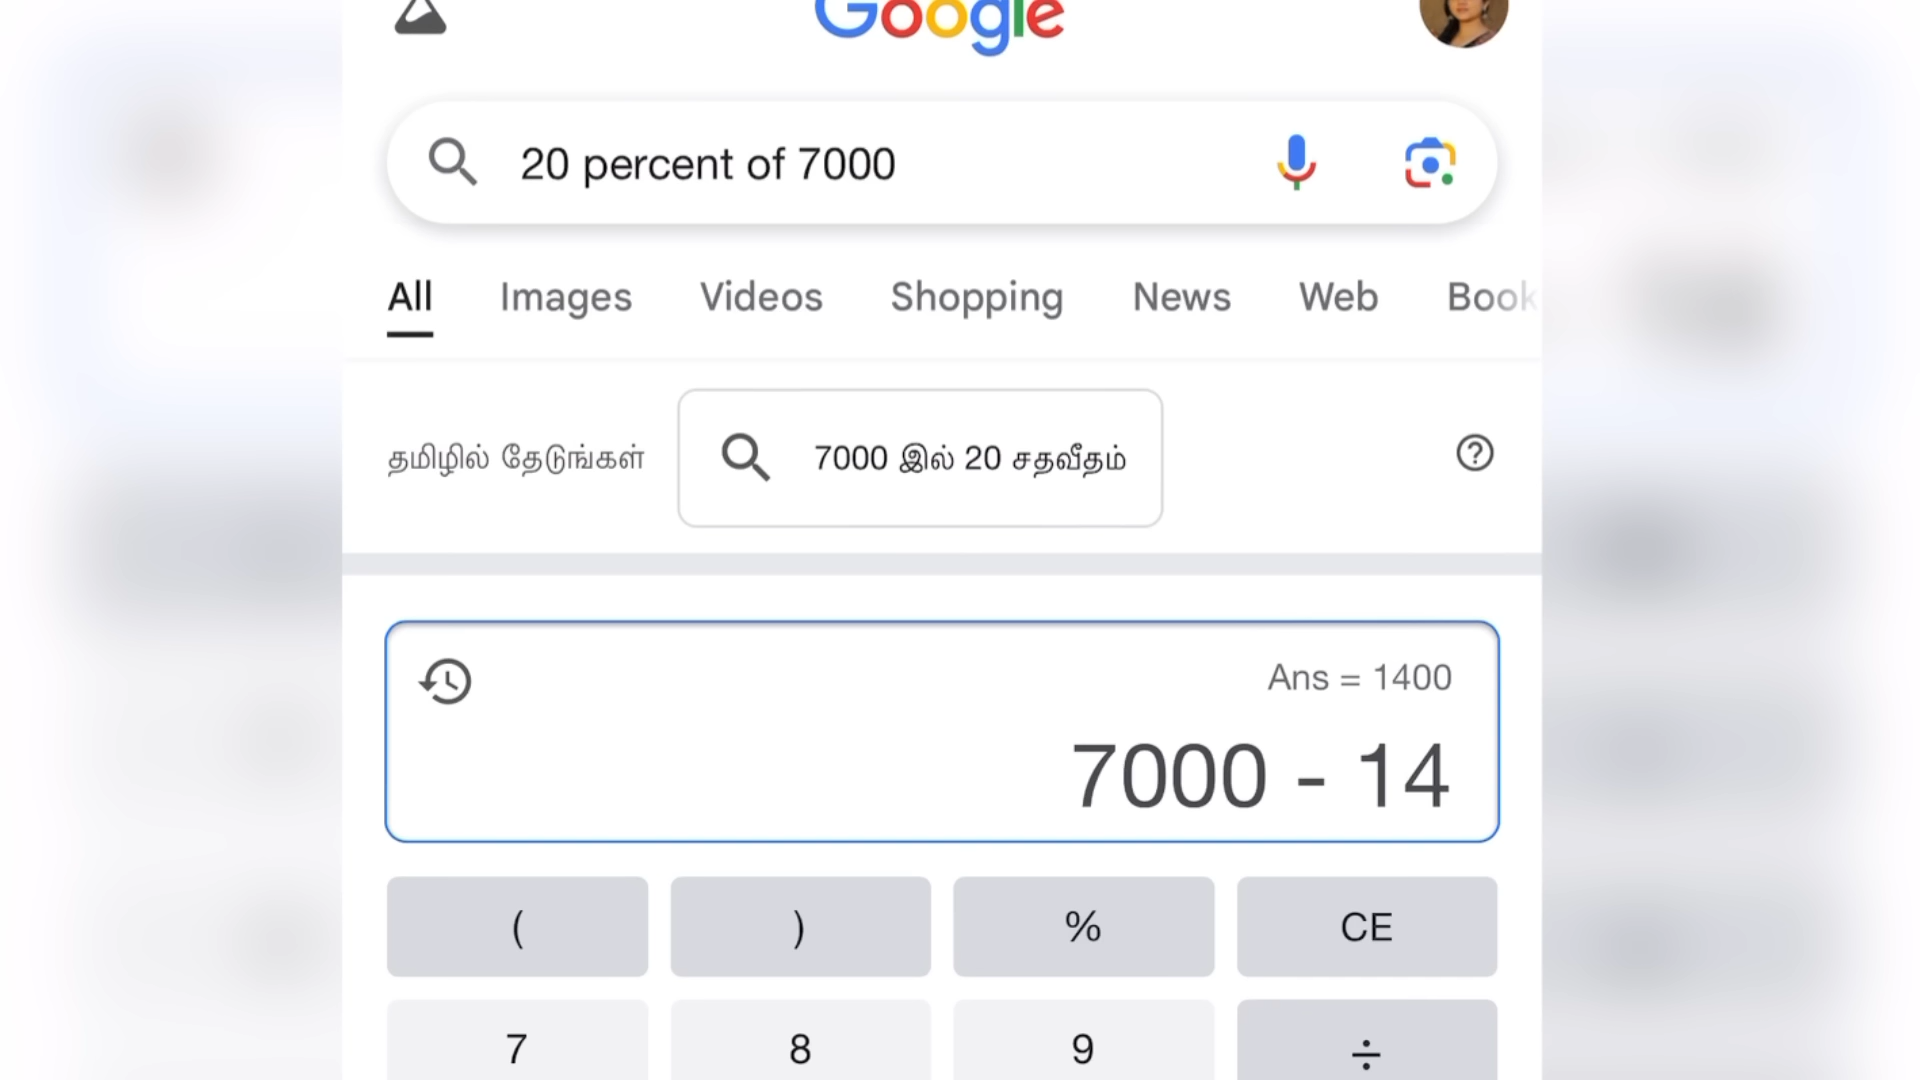 Google
20 percent of 7000
All Images Videos Shopping News Web Book
தமிழில் தேடுங்கள் 7000 இல் 20 சதவீதம்
Ans = 1400
7000 - 14
( ) % CE
7 8 9 ÷